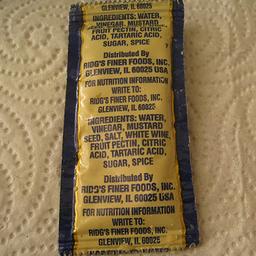 GLENVIEW, IL 60025
INGREDIENTS: WATER,
VINEGAR, MUSTARD
FRUIT PECTIN, CITRIC
ACID, TARTARIC ACID,
SUGAR, SPICE
Distributed By
RIDG'S FINER FOODS, INC.
GLENVIEW, IL 60025 USA
FOR NUTRITION INFORMATION
WRITE TO:
RIDG'S FINER FOODS, INC.
GLENVIEW, IL 60025
INGREDIENTS: WATER,
VINEGAR, MUSTARD
SEED, SALT, WHITE WINE,
FRUIT PECTIN, CITRIC
ACID, TARTARIC ACID,
SUGAR, SPICE
Distributed By
RIDG'S FINER FOODS, INC.
GLENVIEW, IL 60025 USA
FOR NUTRITION INFORMATION
WRITE TO:
RIDG'S FINER FOODS, INC.
GLENVIEW, IL 60025